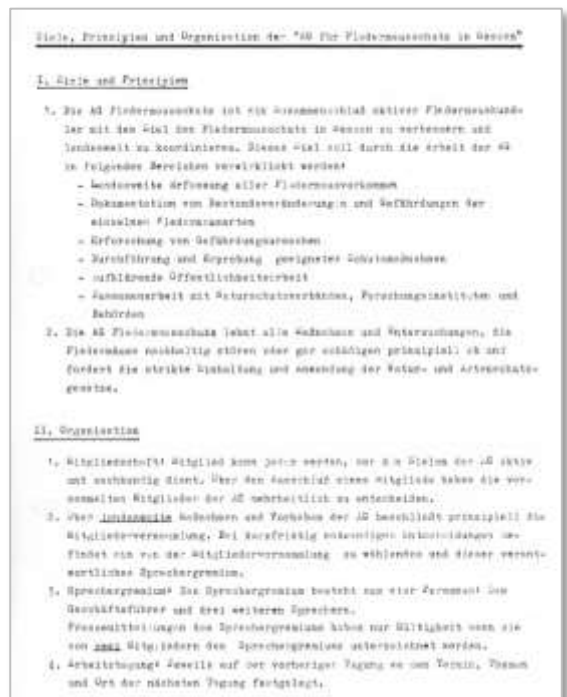 Ziele, Prinzipien und Organisation der "AG für Fledermausschutz in Hessen"
I. Ziele und Prinzipien
1. Die AG Fledermausschutz ist ein Zusammenschluß aktiver Fledermauskund-
ler mit dem Ziel den Fledermausschutz in Hessen zu verbessern und
landesweit zu koordinieren. Dieses Ziel soll durch die Arbeit der AG
in folgenden Bereichen verwirklicht werden:
- Landesweite Erfassung aller Fledermausvorkommen
- Dokumentation von Bestandsveränderungen und Gefährdungen der
einzelnen Fledermausarten
- Erforschung von Gefährdungsursachen
- Durchführung und Erprobung geeigneter Schutzmaßnahmen
- Aufklärende Öffentlichkeitsarbeit
- Zusammenarbeit mit Naturschutzverbänden, Forschungsinstituten und
Behörden
2. Die AG Fledermausschutz lehnt alle Maßnahmen und Untersuchungen, die
Fledermäuse nachhaltig stören oder gar schädigen prinzipiell ab und
fordert die strikte Einhaltung und Anwendung der Natur- und Artenschutz-
gesetze.
II. Organisation
1. Mitgliedschaft: Mitglied kann jeder werden, der den Zielen der AG aktiv
und sachkundig dient. Über den Ausschluß eines Mitglieds haben die ver-
sammelten Mitglieder der AG mehrheitlich zu entscheiden.
2. Über landesweite Maßnahmen und Vorhaben der AG beschließt prinzipiell die
Mitgliederversammlung. Bei kurzfristig notwendigen Entscheidungen be-
findet ein von der Mitgliederversammlung zu wählendes und dieser verant-
wortliches Sprechergremium.
3. Sprechergremium: Das Sprechergremium besteht aus vier Personen: Dem
Geschäftsführer und drei weiteren Sprechern.
Pressemitteilungen des Sprechergremiums haben nur Gültigkeit wenn sie
von zwei Mitgliedern des Sprechergremiums unterzeichnet werden.
4. Arbeitstagung: Jeweils auf der vorherigen Tagung werden Termin, Themen
und Ort der nächsten Tagung festgelegt.